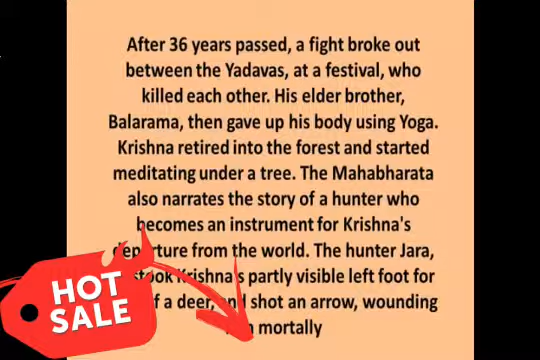 After 36 years passed, a fight broke out
between the Yadavas, at a festival, who
killed each other. His elder brother,
Balarama, then gave up his body using Yoga.
Krishna retired into the forest and started
meditating under a tree. The Mahabharata
also narrates the story of a hunter who
becomes an instrument for Krishna's
departure from the world. The hunter Jara,
Krishna's partly visible left foot for
of a deer, and shot an arrow, wounding
mortally
HOT
SALE